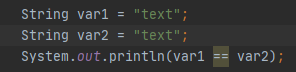 String var1 = "text";
String var2 = "text";
System.out.println(var1 == var2);